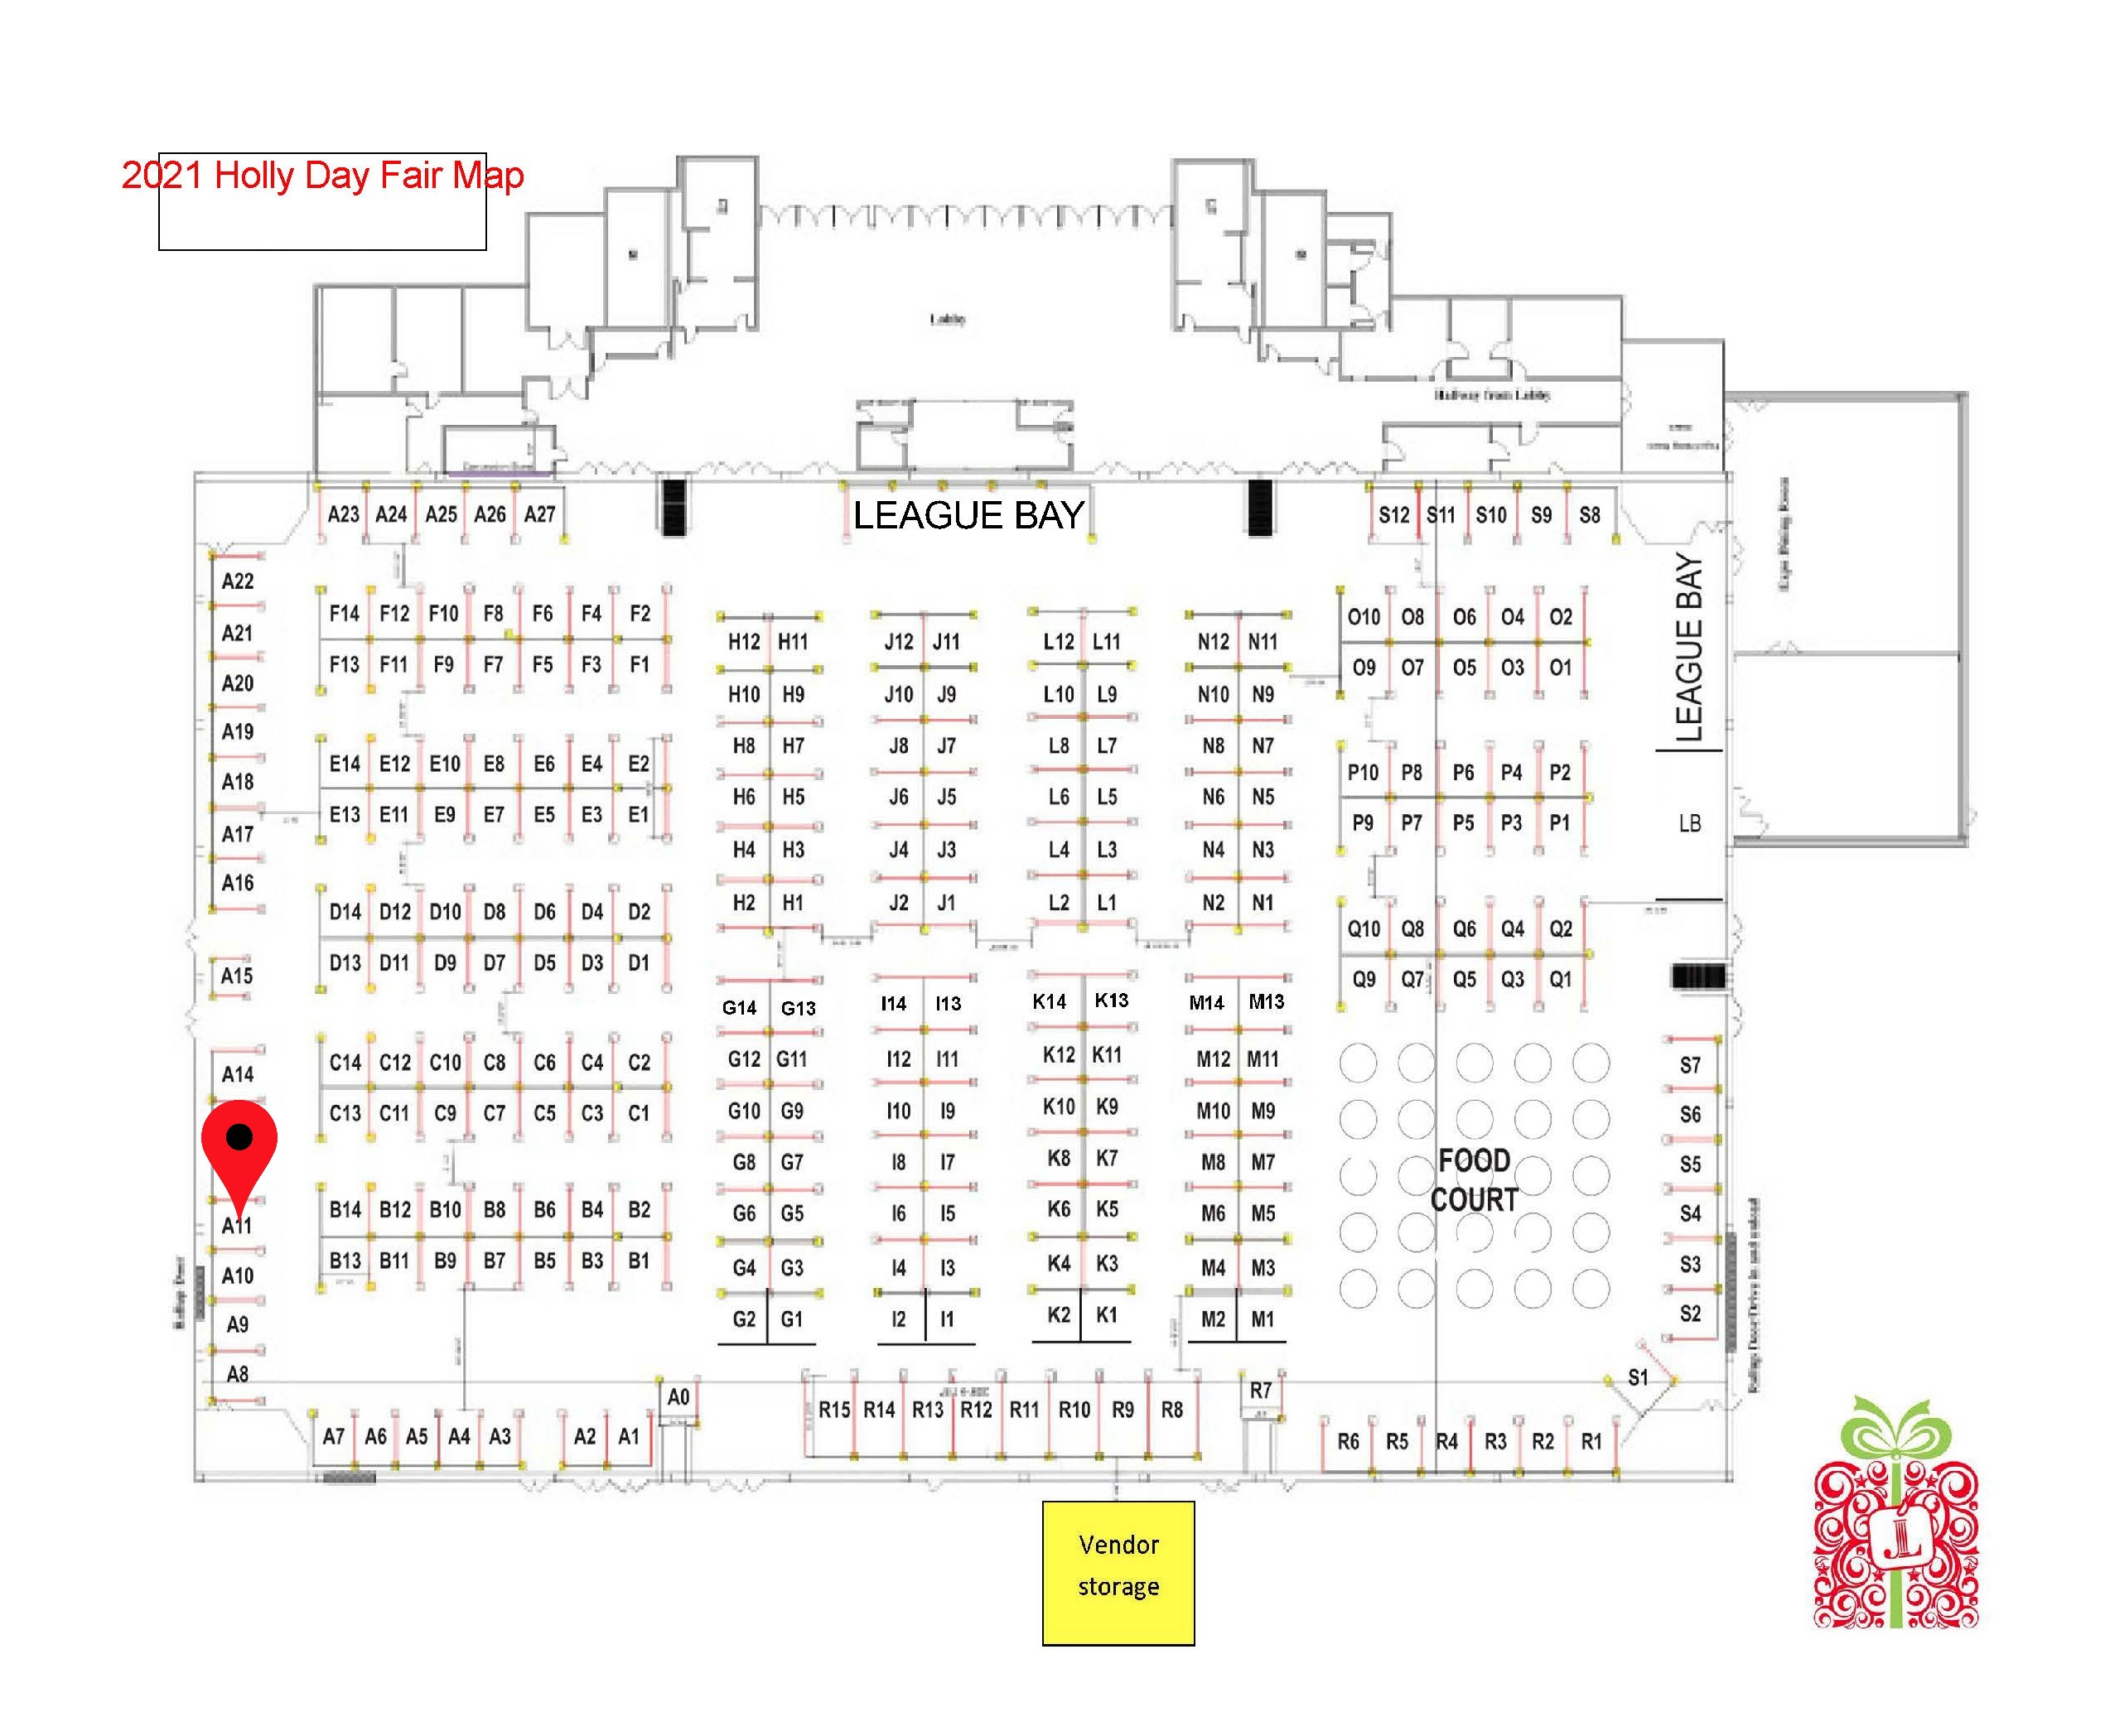 2021 Holly Day Fair Map
Lobby
Hallway from Lobby
LEAGUE BAY
A23 A24 A25 A26 A27
S12 S11 S10 S9 S8
A22
A21
A20
A19
A18
A17
A16
A15
A14
A11
A10
A9
A8
F14 F12 F10 F8 F6 F4 F2
F13 F11 F9 F7 F5 F3 F1
E14 E12 E10 E8 E6 E4 E2
E13 E11 E9 E7 E5 E3 E1
D14 D12 D10 D8 D6 D4 D2
D13 D11 D9 D7 D5 D3 D1
C14 C12 C10 C8 C6 C4 C2
C13 C11 C9 C7 C5 C3 C1
B14 B12 B10 B8 B6 B4 B2
B13 B11 B9 B7 B5 B3 B1
H12 H11
H10 H9
H8 H7
H6 H5
H4 H3
H2 H1
G14 G13
G12 G11
G10 G9
G8 G7
G6 G5
G4 G3
G2 G1
J12 J11
J10 J9
J8 J7
J6 J5
J4 J3
J2 J1
I14 I13
I12 I11
I10 I9
I8 I7
I6 I5
I4 I3
I2 I1
L12 L11
L10 L9
L8 L7
L6 L5
L4 L3
L2 L1
K14 K13
K12 K11
K10 K9
K8 K7
K6 K5
K4 K3
K2 K1
N12 N11
N10 N9
N8 N7
N6 N5
N4 N3
N2 N1
M14 M13
M12 M11
M10 M9
M8 M7
M6 M5
M4 M3
M2 M1
O10 O8 O6 O4 O2
O9 O7 O5 O3 O1
P10 P8 P6 P4 P2
P9 P7 P5 P3 P1
Q10 Q8 Q6 Q4 Q2
Q9 Q7 Q5 Q3 Q1
LEAGUE BAY
LB
FOOD
COURT
S7
S6
S5
S4
S3
S2
S1
A7 A6 A5 A4 A3 A2 A1
A0
R15 R14 R13 R12 R11 R10 R9 R8
R7
R6 R5 R4 R3 R2 R1
Vendor
storage
JL